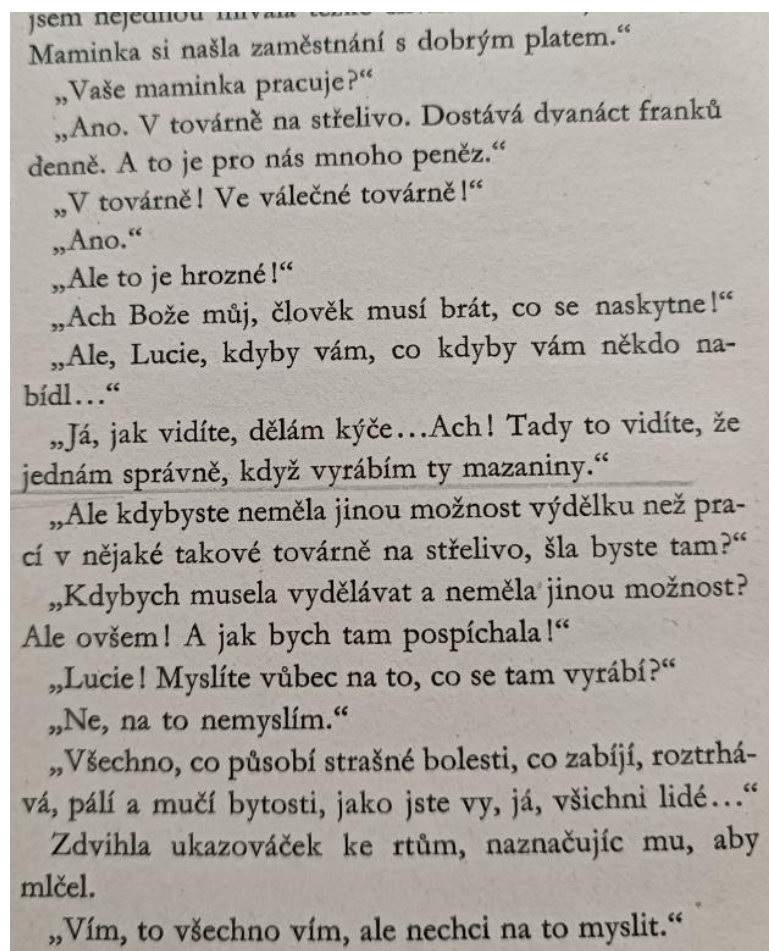 jsem nejednou mívala
Maminka si našla zaměstnání s dobrým platem.“
„Vaše maminka pracuje?“
„Ano. V továrně na střelivo. Dostává dvanáct franků
denně. A to je pro nás mnoho peněz.“
„V továrně! Ve válečné továrně!“
„Ano.“
„Ale to je hrozné!“
„Ach Bože můj, člověk musí brát, co se naskytne!“
„Ale, Lucie, kdyby vám, co kdyby vám někdo na-
bídl...“
„Já, jak vidíte, dělám kýče...Ach! Tady to vidíte, že
jednám správně, když vyrábím ty mazaniny.“
„Ale kdybyste neměla jinou možnost výdělku než pra-
cí v nějaké takové továrně na střelivo, šla byste tam?“
„Kdybych musela vydělávat a neměla jinou možnost?
Ale ovšem! A jak bych tam pospíchala!“
„Lucie! Myslíte vůbec na to, co se tam vyrábí?“
„Ne, na to nemyslím.“
„Všechno, co působí strašné bolesti, co zabíjí, roztrhá-
vá, pálí a mučí bytosti, jako jste vy, já, všichni lidé...“
Zdvihla ukazováček ke rtům, naznačujíc mu, aby
mlčel.
„Vím, to všechno vím, ale nechci na to myslit.“